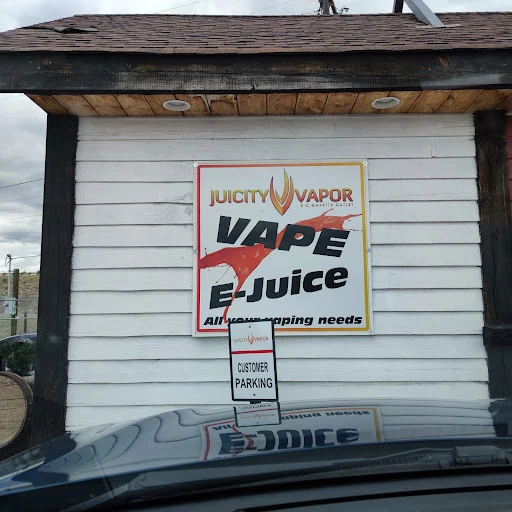 JUICITY VAPOR
E-CIGARETTE OUTLET
VAPE
E-Juice
All your vaping needs
JUICITY VAPOR
CUSTOMER
PARKING